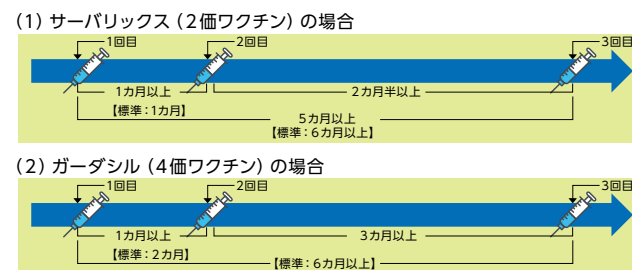 (1) サーバリックス (2価ワクチン) の場合
1回目 2回目 3回目
1カ月以上 2カ月半以上
【標準:1カ月】
5カ月以上
【標準:6カ月以上】
(2) ガーダシル (4価ワクチン) の場合
1回目 2回目 3回目
1カ月以上 3カ月以上
【標準:2カ月】
【標準:6カ月以上】